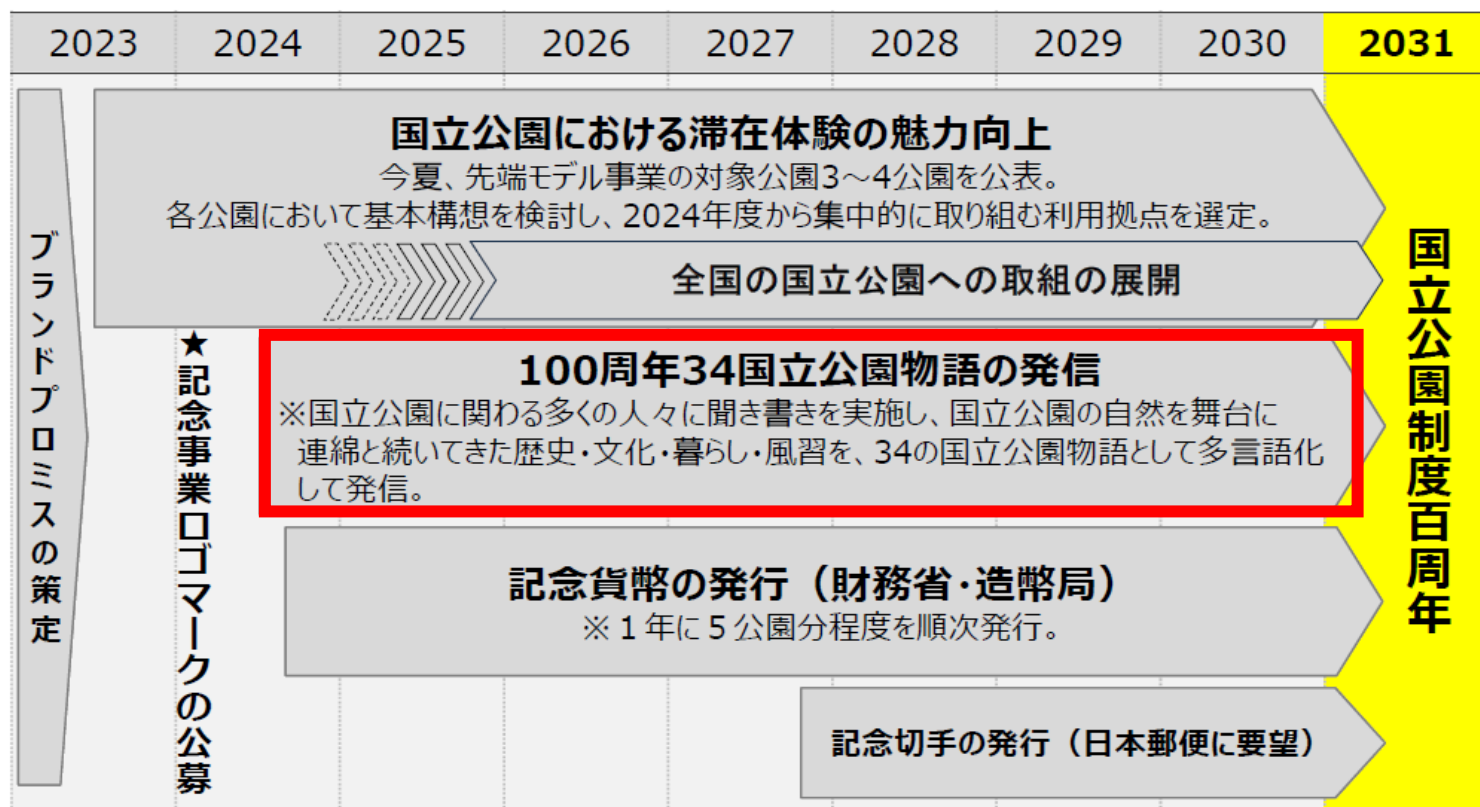 2023 2024 2025 2026 2027 2028 2029 2030 2031
ブランドプロミスの策定
国立公園における滞在体験の魅力向上
今夏、先端モデル事業の対象公園3～4公園を公表。
各公園において基本構想を検討し、2024年度から集中的に取り組む利用拠点を選定。
全国の国立公園への取組の展開
★記念事業ロゴマークの公募
100周年34国立公園物語の発信
※国立公園に関わる多くの人々に聞き書きを実施し、国立公園の自然を舞台に
連綿と続いてきた歴史・文化・暮らし・風習を、34の国立公園物語として多言語化
して発信。
記念貨幣の発行（財務省・造幣局）
※１年に５公園分程度を順次発行。
記念切手の発行（日本郵便に要望）
国立公園制度百周年